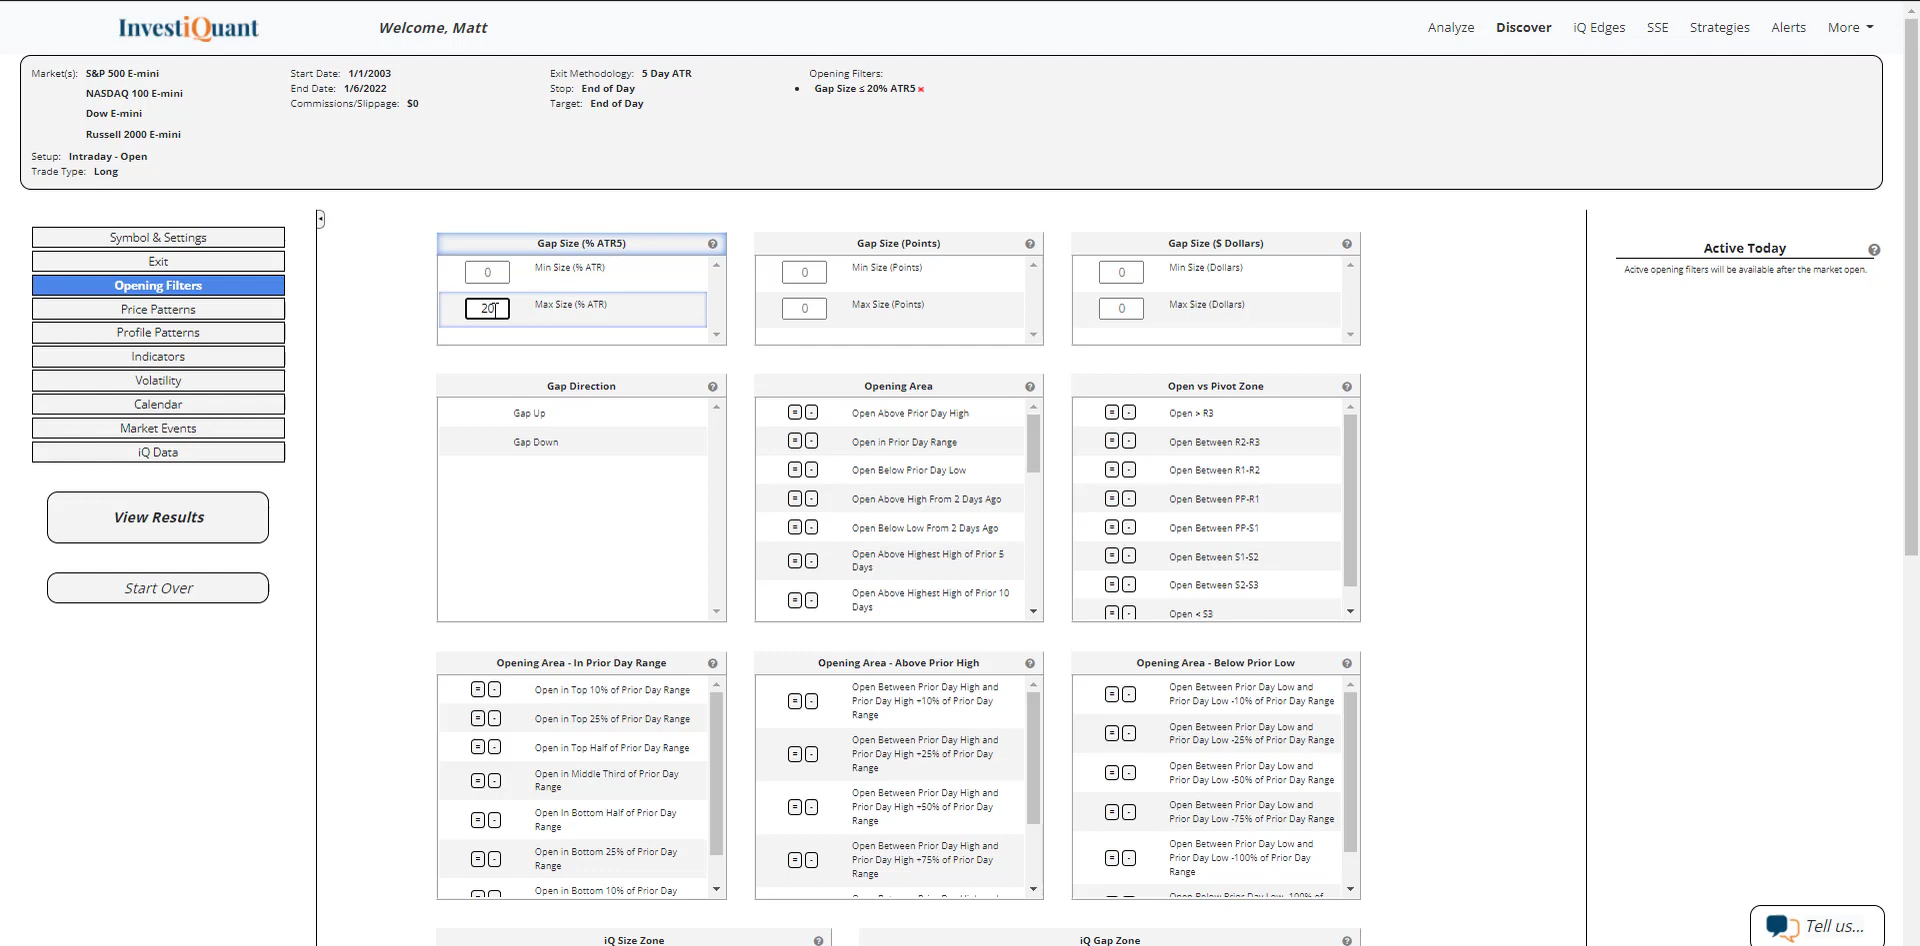 InvestiQuant
Welcome, Matt
Analyze Discover iQ Edges SSE Strategies Alerts More
Market(s): S&P 500 E-mini
NASDAQ 100 E-mini
Dow E-mini
Russell 2000 E-mini
Setup: Intraday - Open
Trade Type: Long
Start Date: 1/1/2003
End Date: 1/6/2022
Commissions/Slippage: $0
Exit Methodology: 5 Day ATR
Stop: End of Day
Target: End of Day
Opening Filters:
• Gap Size ≤ 20% ATR5 ×
Symbol & Settings
Exit
Opening Filters
Price Patterns
Profile Patterns
Indicators
Volatility
Calendar
Market Events
iQ Data
View Results
Start Over
Gap Size (% ATR5)
0 Min Size (% ATR)
20 Max Size (% ATR)
Gap Size (Points)
0 Min Size (Points)
0 Max Size (Points)
Gap Size ($ Dollars)
0 Min Size (Dollars)
0 Max Size (Dollars)
Gap Direction
Gap Up
Gap Down
Opening Area
= - Open Above Prior Day High
= - Open in Prior Day Range
= - Open Below Prior Day Low
= - Open Above High From 2 Days Ago
= - Open Below Low From 2 Days Ago
= - Open Above Highest High of Prior 5
Days
= - Open Above Highest High of Prior 10
Days
Open vs Pivot Zone
= - Open > R3
= - Open Between R2-R3
= - Open Between R1-R2
= - Open Between PP-R1
= - Open Between PP-S1
= - Open Between S1-S2
= - Open Between S2-S3
= - Open < S3
Opening Area - In Prior Day Range
= - Open in Top 10% of Prior Day Range
= - Open in Top 25% of Prior Day Range
= - Open in Top Half of Prior Day Range
= - Open in Middle Third of Prior Day
Range
= - Open In Bottom Half of Prior Day
Range
= - Open in Bottom 25% of Prior Day
Range
= - Open in Bottom 10% of Prior Day
Opening Area - Above Prior High
= - Open Between Prior Day High and
Prior Day High +10% of Prior Day
Range
= - Open Between Prior Day High and
Prior Day High +25% of Prior Day
Range
= - Open Between Prior Day High and
Prior Day High +50% of Prior Day
Range
= - Open Between Prior Day High and
Prior Day High +75% of Prior Day
Range
Opening Area - Below Prior Low
= - Open Between Prior Day Low and
Prior Day Low -10% of Prior Day Range
= - Open Between Prior Day Low and
Prior Day Low -25% of Prior Day Range
= - Open Between Prior Day Low and
Prior Day Low -50% of Prior Day Range
= - Open Between Prior Day Low and
Prior Day Low -75% of Prior Day Range
= - Open Between Prior Day Low and
Prior Day Low -100% of Prior Day
Range
Open Below Prior Day Low -100% of
iQ Size Zone
iQ Gap Zone
Active Today
Acitve opening filters will be available after the market open.
Tell us...